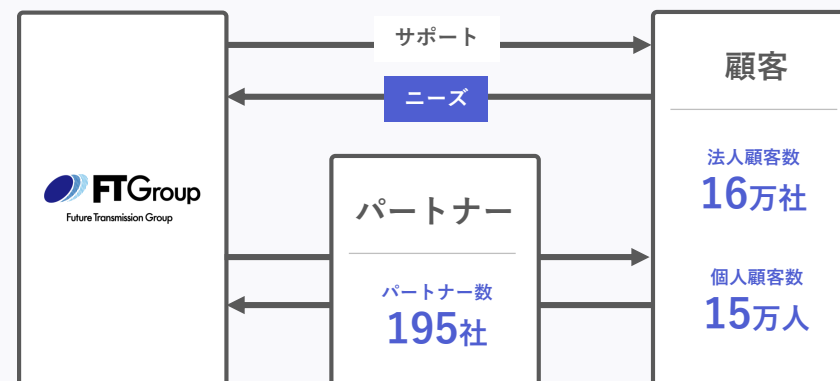 サポート
ニーズ
FTGroup
Future Transmission Group
パートナー
パートナー数
195社
顧客
法人顧客数
16万社
個人顧客数
15万人